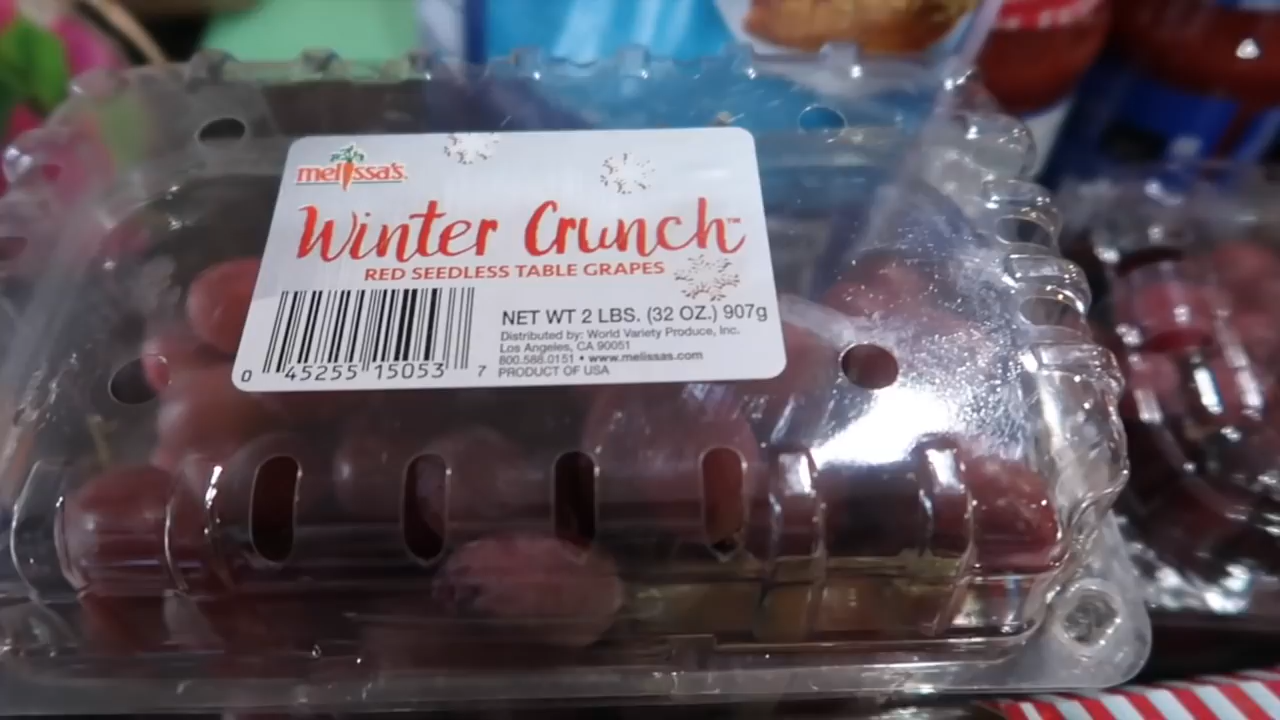 melissa's.
Winter Crunch™
RED SEEDLESS TABLE GRAPES
NET WT 2 LBS. (32 OZ.) 907g
Distributed by: World Variety Produce, Inc.
Los Angeles, CA 90051
800.588.0151 • www.melissas.com
PRODUCT OF USA
0 45255 15053 7